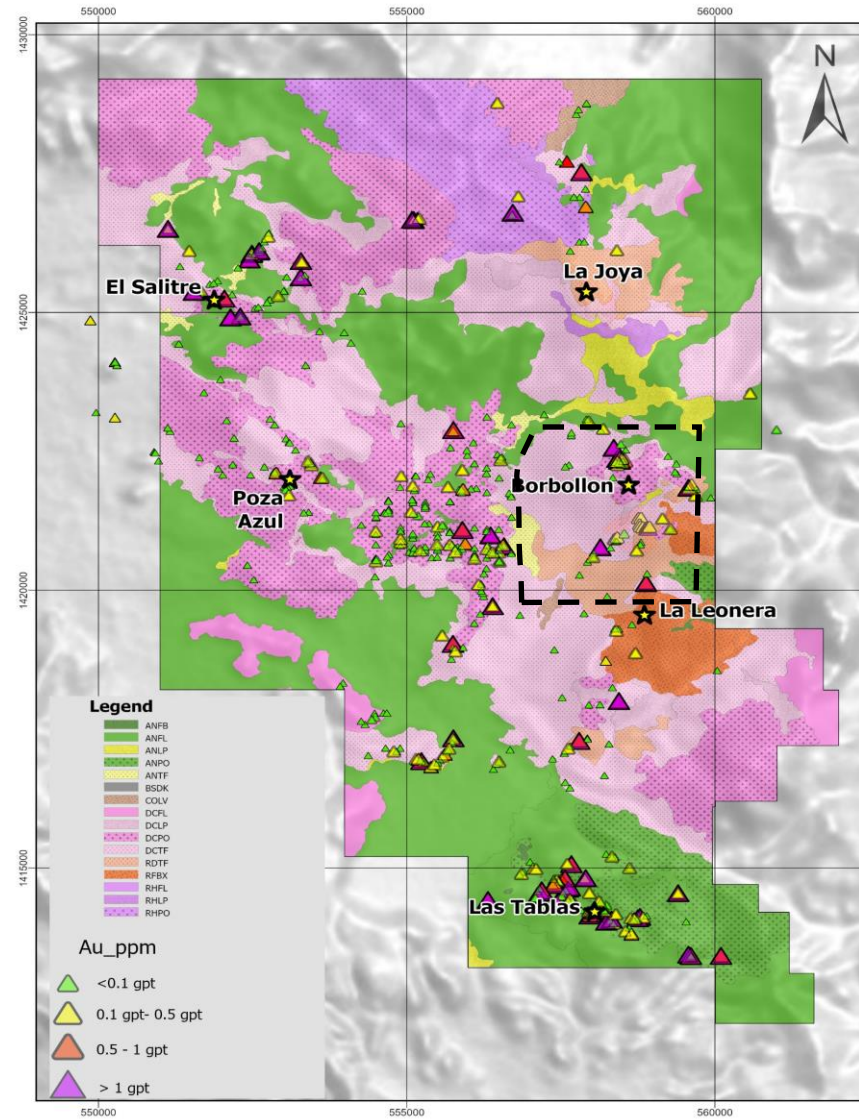 550000
555000
560000
1430000
N
La Joya
El Salitre
1425000
Borbollon
Poza
Azul
1420000
La Leonera
Legend
ANFB
ANFL
ANLP
ANPO
ANTF
BSDK
COLV
DCFL
DCLP
DCPO
DCTF
RDTF
RFBX
RHFL
RHLP
RHPO
1415000
Las Tablas
Au_ppm
<0.1 gpt
0.1 gpt- 0.5 gpt
0.5 - 1 gpt
> 1 gpt
550000
555000
560000